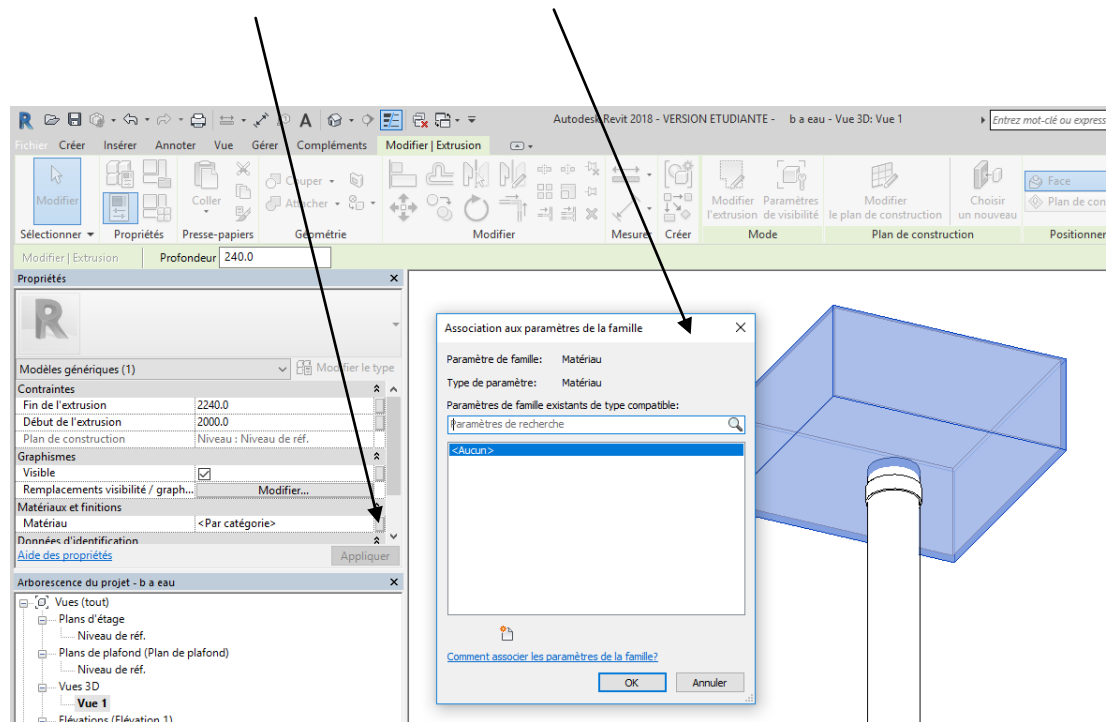 Autodesk Revit 2018 - VERSION ETUDIANTE - b a eau - Vue 3D: Vue 1
Entrez mot-clé ou express
Fichier Créer Insérer Annoter Vue Gérer Compléments Modifier | Extrusion
Modifier
Coller
Couper
Attacher
Modifier l'extrusion
Paramètres de visibilité
Modifier le plan de construction
Choisir un nouveau
Face
Plan de con
Sélectionner Propriétés Presse-papiers Géométrie Modifier Mesurer Créer Mode Plan de construction Positionner
Modifier | Extrusion Profondeur 240.0
Propriétés
R
Modèles génériques (1) Modifier le type
Contraintes
Fin de l'extrusion 2240.0
Début de l'extrusion 2000.0
Plan de construction Niveau : Niveau de réf.
Graphismes
Visible
Remplacements visibilité / graph... Modifier...
Matériaux et finitions
Matériau <Par catégorie>
Données d'identification
Aide des propriétés Appliquer
Arborescence du projet - b a eau
Vues (tout)
Plans d'étage
Niveau de réf.
Plans de plafond (Plan de plafond)
Niveau de réf.
Vues 3D
Vue 1
Elévations (Elévation 1)
Association aux paramètres de la famille
Paramètre de famille: Matériau
Type de paramètre: Matériau
Paramètres de famille existants de type compatible:
Paramètres de recherche
<Aucun>
Comment associer les paramètres de la famille?
OK Annuler